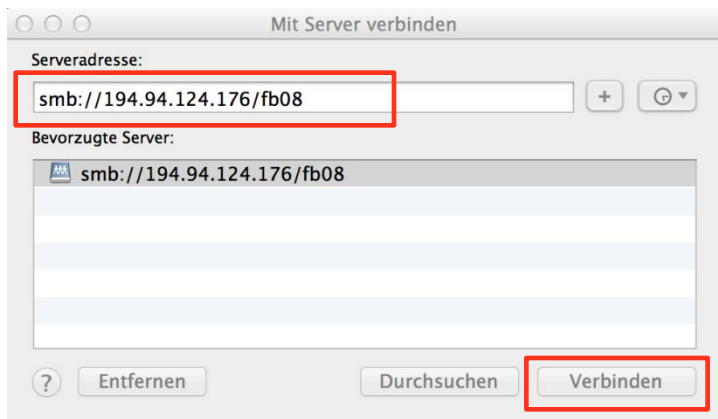 Mit Server verbinden
Serveradresse:
smb://194.94.124.176/fb08
+
Bevorzugte Server:
smb://194.94.124.176/fb08
? Entfernen Durchsuchen Verbinden